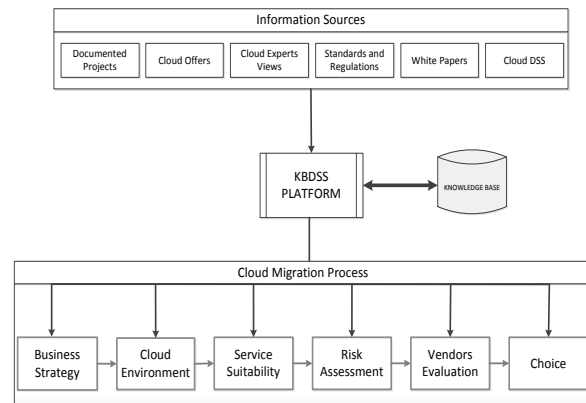 Information Sources
Documented
Projects
Cloud Offers
Cloud Experts
Views
Standards and
Regulations
White Papers
Cloud DSS
KBDSS
PLATFORM
KNOWLEDGE BASE
Cloud Migration Process
Business
Strategy
Cloud
Environment
Service
Suitability
Risk
Assessment
Vendors
Evaluation
Choice